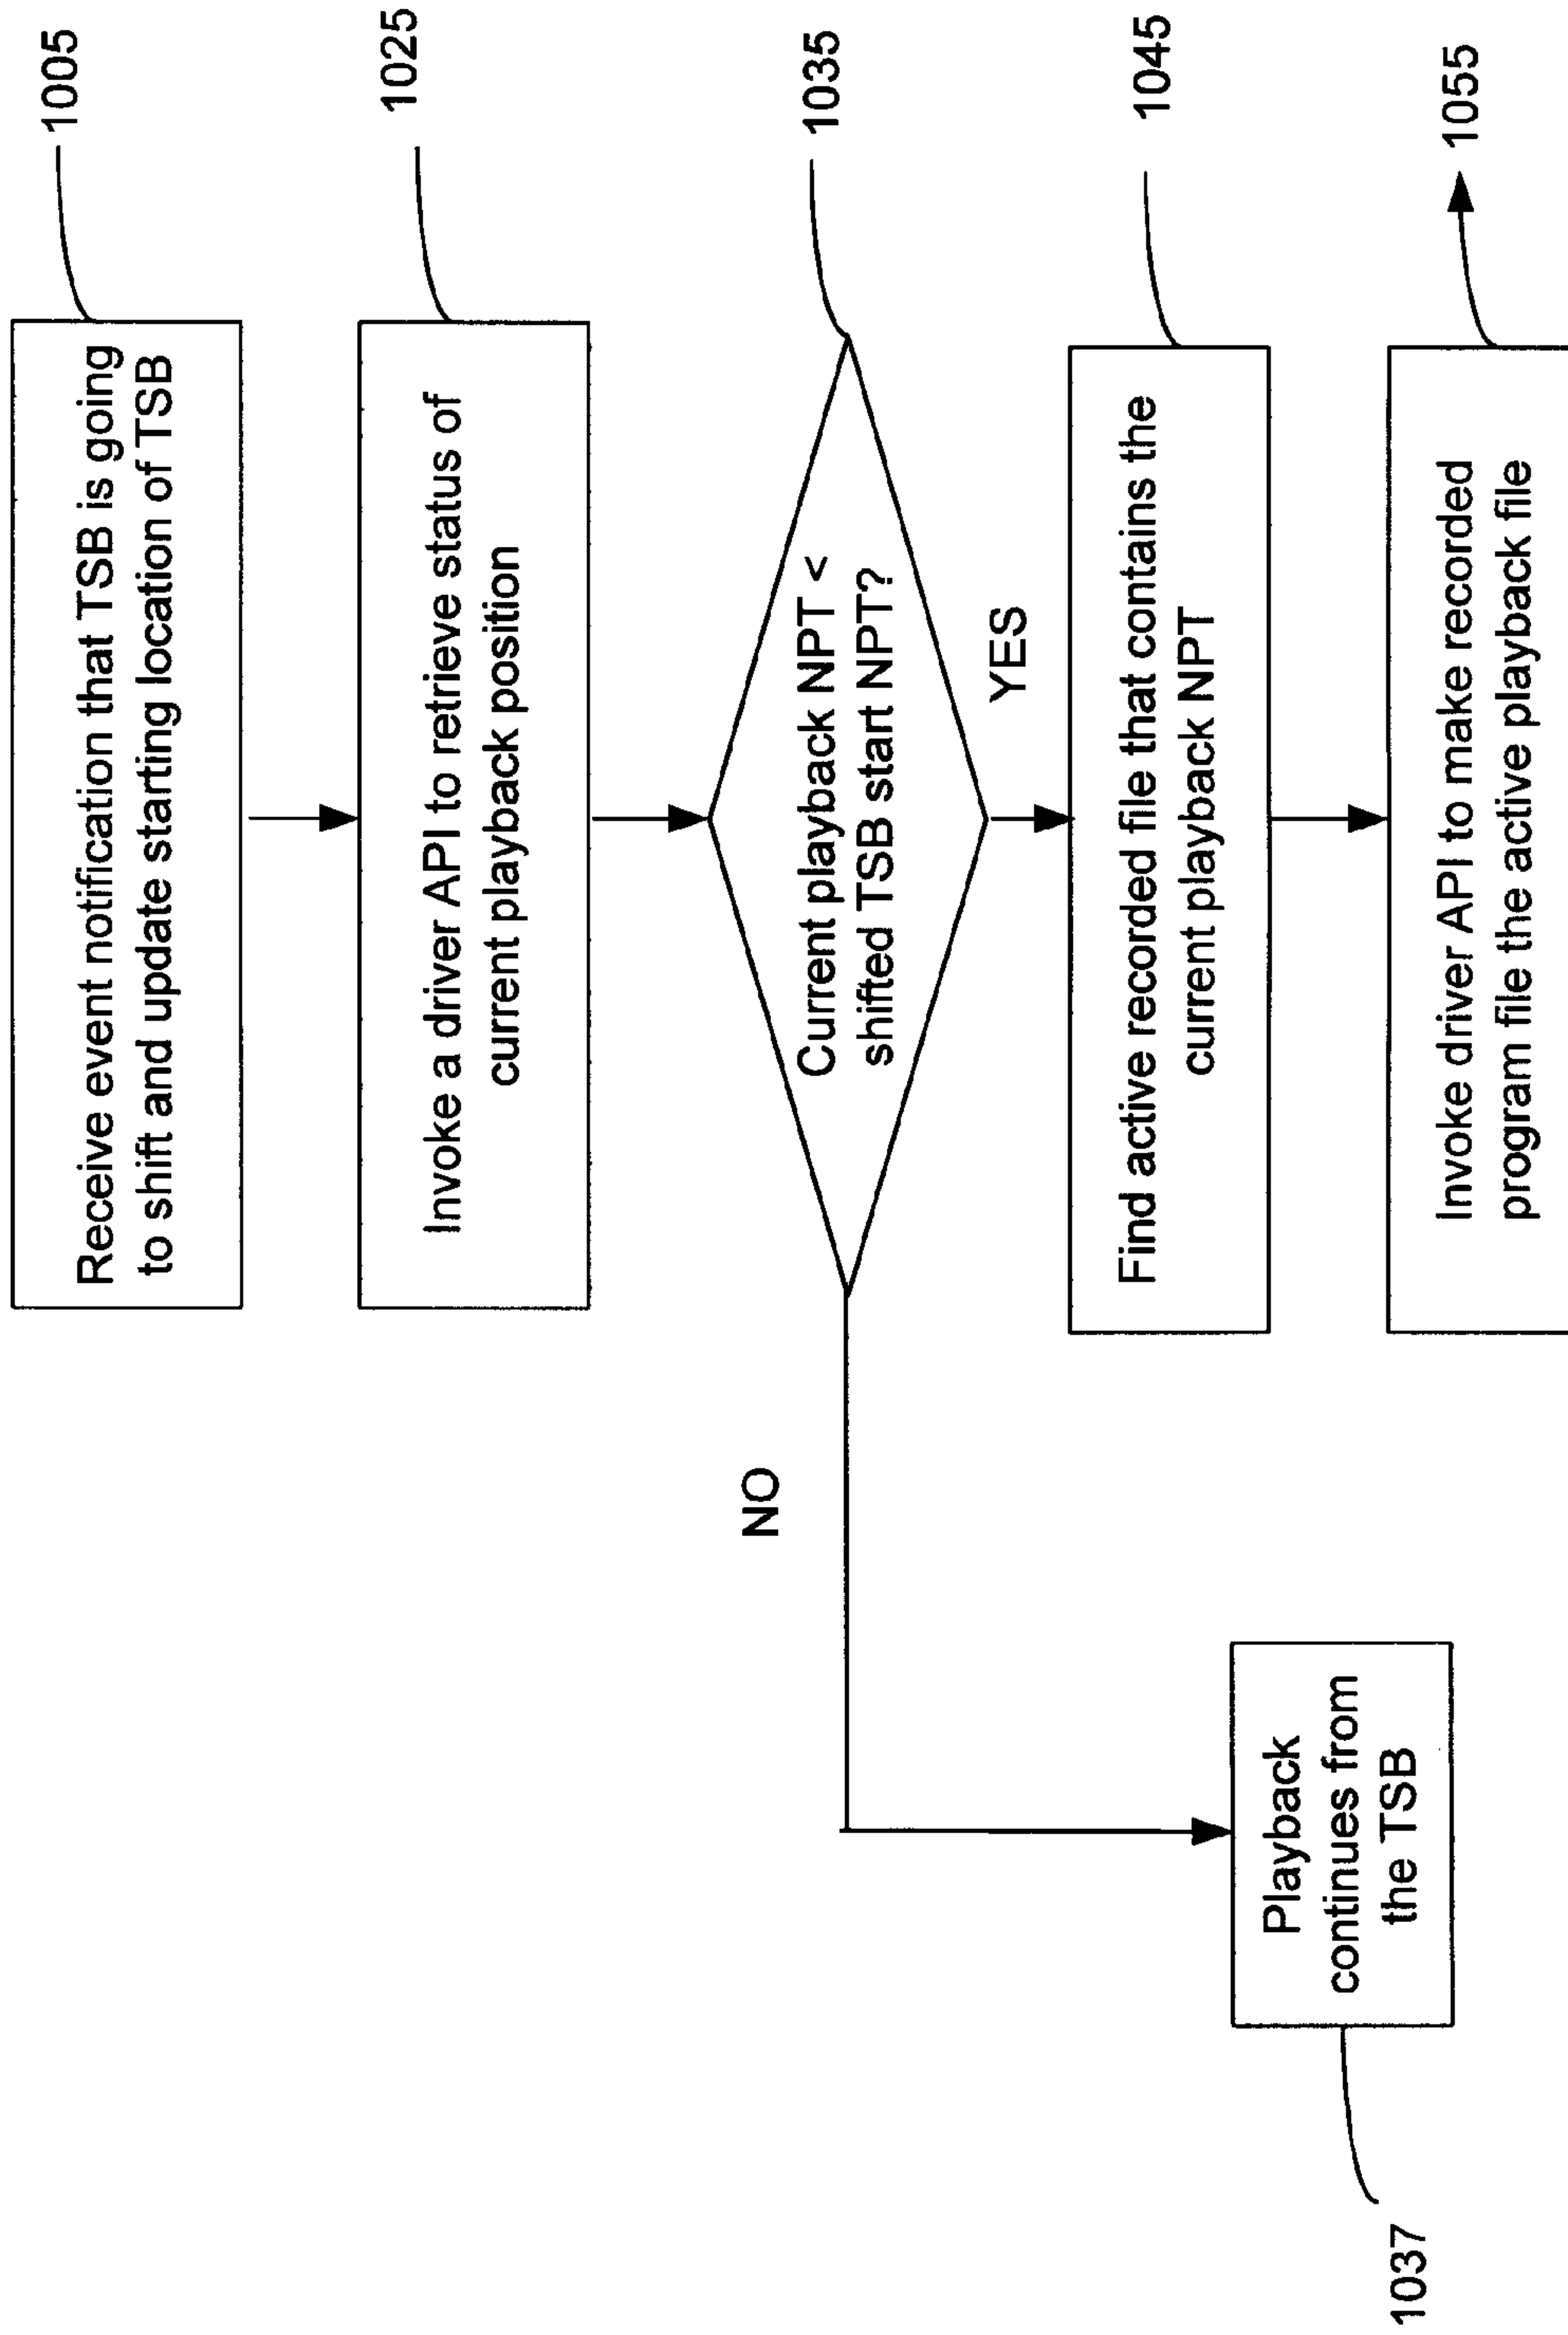 Receive event notification that TSB is going
to shift and update starting location of TSB
1005
Invoke a driver API to retrieve status of
current playback position
1025
Current playback NPT <
shifted TSB start NPT?
1035
NO
YES
Find active recorded file that contains the
current playback NPT
1045
Playback
continues from
the TSB
1037
Invoke driver API to make recorded
program file the active playback file
1055